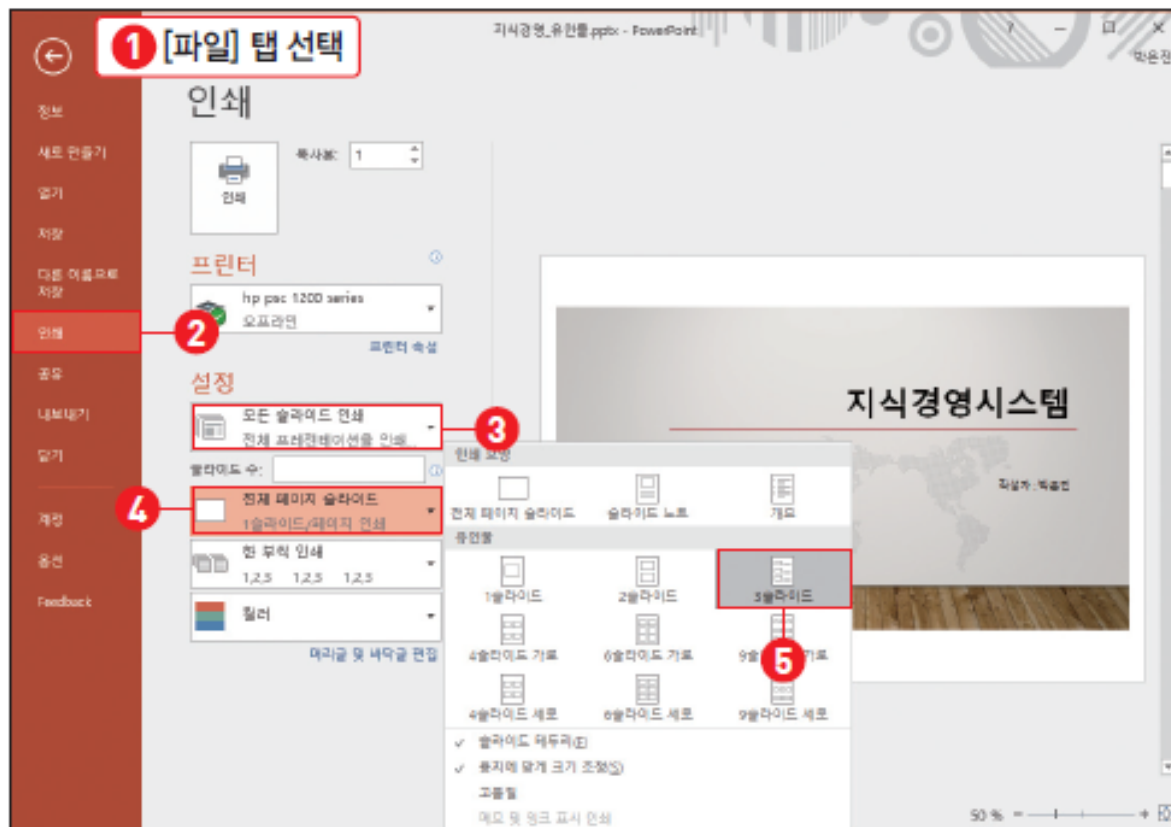 1 [파일] 탭 선택
지식경영_유인물.pptx - PowerPoint
?
박은진
정보
새로 만들기
열기
저장
다른 이름으로
저장
인쇄
2
공유
내보내기
닫기
계정
옵션
Feedback
인쇄
인쇄
복사본: 1
프린터
hp psc 1200 series
오프라인
프린터 속성
설정
모든 슬라이드 인쇄
전체 프레젠테이션을 인쇄...
3
슬라이드 수:
4
전체 페이지 슬라이드
1슬라이드/페이지 인쇄
한 부씩 인쇄
1,2,3 1,2,3 1,2,3
컬러
머리글 및 바닥글 편집
인쇄 모양
전체 페이지 슬라이드 슬라이드 노트 개요
유인물
1슬라이드 2슬라이드 3슬라이드
4슬라이드 가로 6슬라이드 가로 9슬라이드 가로
5
4슬라이드 세로 6슬라이드 세로 9슬라이드 세로
✓ 슬라이드 테두리(F)
✓ 용지에 맞게 크기 조정(S)
고품질
메모 및 잉크 표시 인쇄
지식경영시스템
작성자 : 박은진
50 %